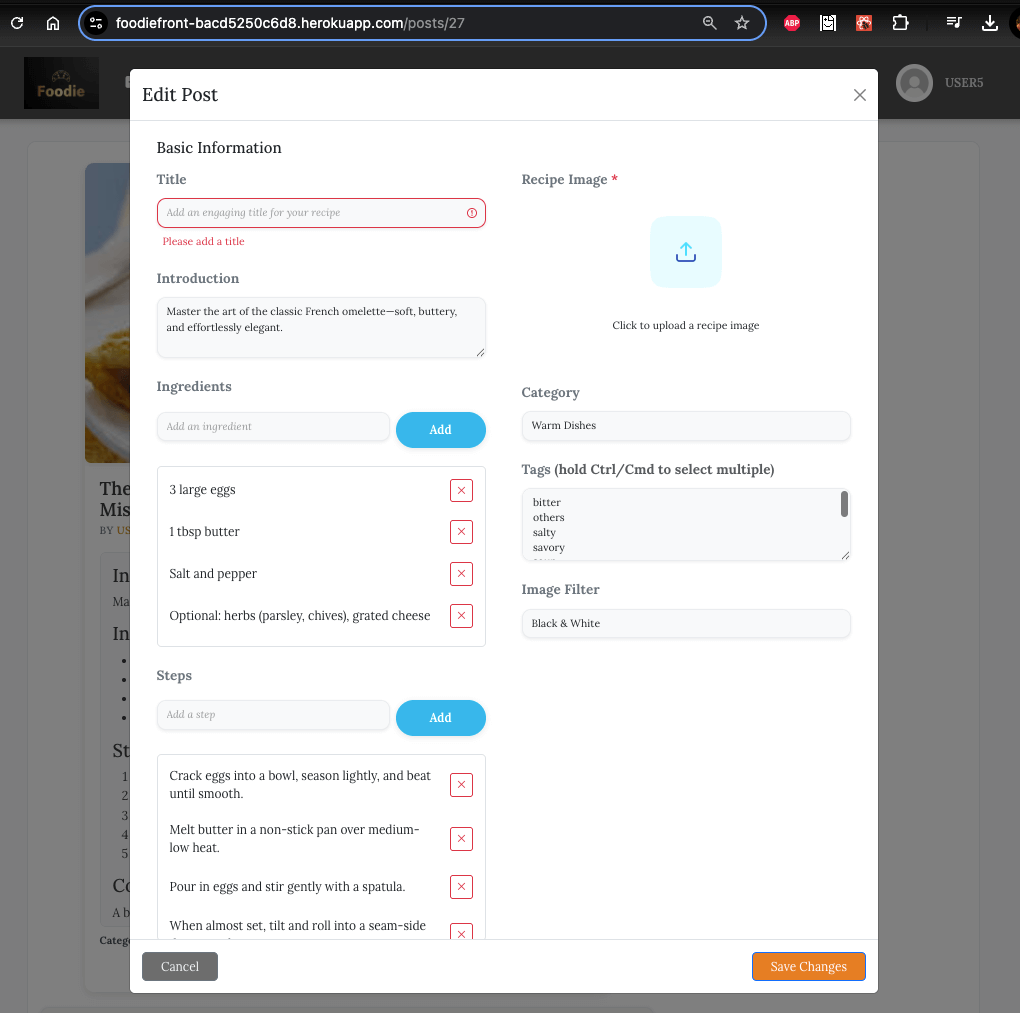 foodiefront-bacd5250c6d8.herokuapp.com/posts/27
ABP
Foodie
USER5
Edit Post
Basic Information
Title
Add an engaging title for your recipe
Please add a title
Introduction
Master the art of the classic French omelette—soft, buttery,
and effortlessly elegant.
Ingredients
Add an ingredient
Add
3 large eggs
1 tbsp butter
Salt and pepper
Optional: herbs (parsley, chives), grated cheese
Steps
Add a step
Add
Crack eggs into a bowl, season lightly, and beat
until smooth.
Melt butter in a non-stick pan over medium-
low heat.
Pour in eggs and stir gently with a spatula.
When almost set, tilt and roll into a seam-side
Recipe Image *
Click to upload a recipe image
Category
Warm Dishes
Tags (hold Ctrl/Cmd to select multiple)
bitter
others
salty
savory
Image Filter
Black & White
Cancel
Save Changes
The
Mis
BY US
In
Ma
In
St
1
2
3
4
5
Co
A b
Catego